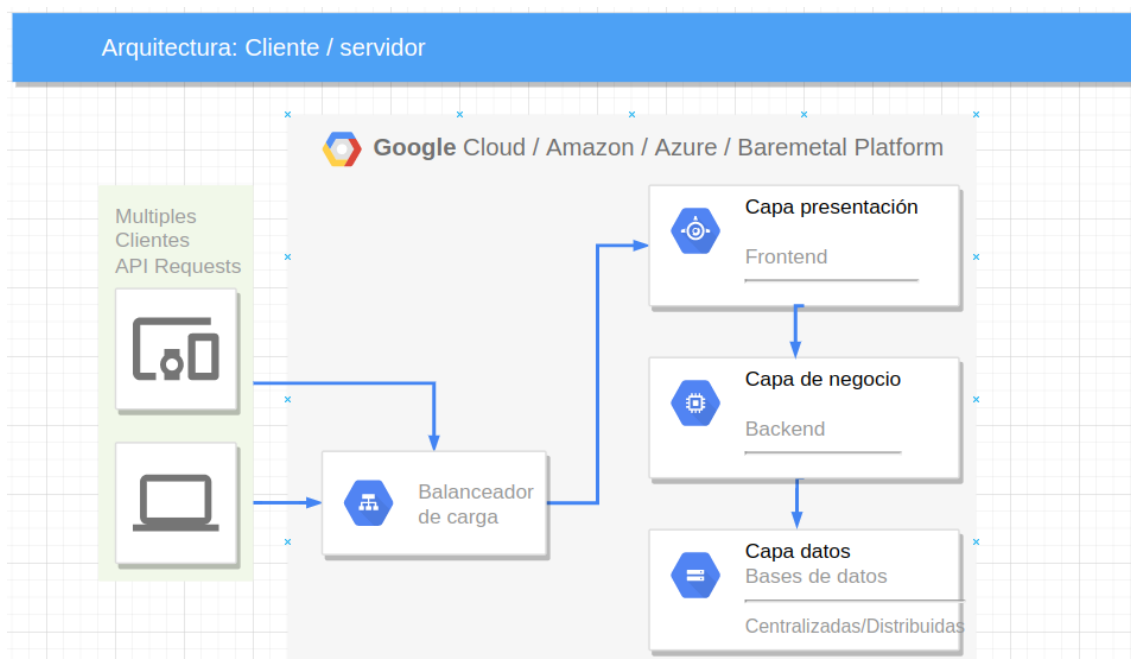 Arquitectura: Cliente / servidor
Google Cloud / Amazon / Azure / Baremetal Platform
Multiples
Clientes
API Requests
Balanceador
de carga
Capa presentación
Frontend
Capa de negocio
Backend
Capa datos
Bases de datos
Centralizadas/Distribuidas